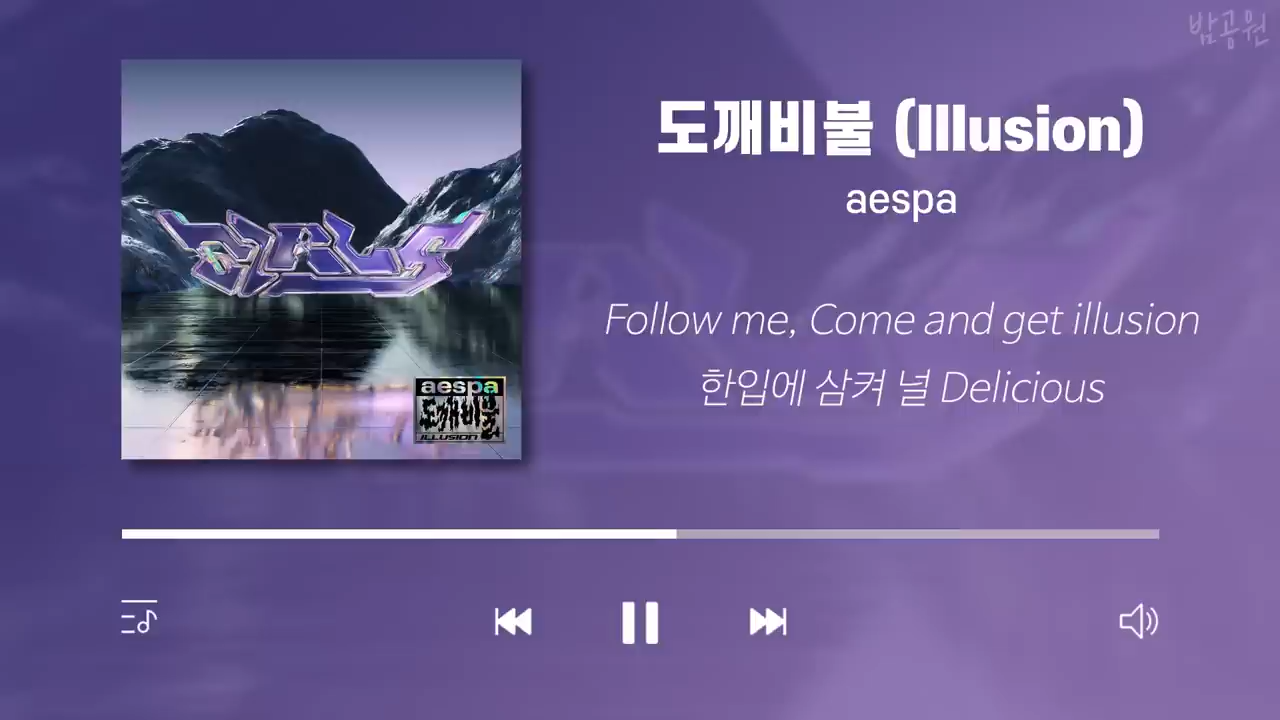 밤공원
도깨비불 (Illusion)
aespa
Follow me, Come and get illusion
한입에 삼켜 널 Delicious
GIRLS
aespa
도깨비불
ILLUSION